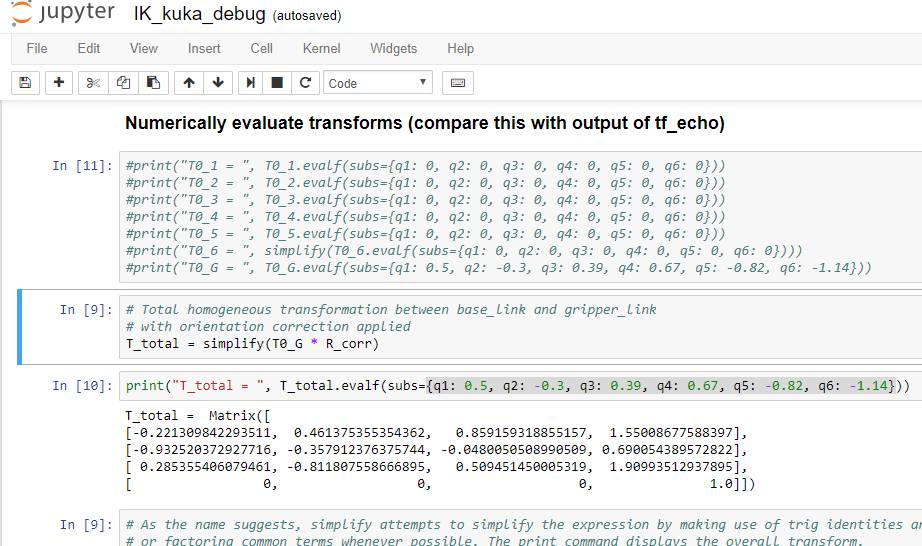 jupyter IK_kuka_debug (autosaved)
File Edit View Insert Cell Kernel Widgets Help
Code
Numerically evaluate transforms (compare this with output of tf_echo)
In [11]: #print("T0_1 = ", T0_1.evalf(subs={q1: 0, q2: 0, q3: 0, q4: 0, q5: 0, q6: 0}))
#print("T0_2 = ", T0_2.evalf(subs={q1: 0, q2: 0, q3: 0, q4: 0, q5: 0, q6: 0}))
#print("T0_3 = ", T0_3.evalf(subs={q1: 0, q2: 0, q3: 0, q4: 0, q5: 0, q6: 0}))
#print("T0_4 = ", T0_4.evalf(subs={q1: 0, q2: 0, q3: 0, q4: 0, q5: 0, q6: 0}))
#print("T0_5 = ", T0_5.evalf(subs={q1: 0, q2: 0, q3: 0, q4: 0, q5: 0, q6: 0}))
#print("T0_6 = ", simplify(T0_6.evalf(subs={q1: 0, q2: 0, q3: 0, q4: 0, q5: 0, q6: 0})))
#print("T0_G = ", T0_G.evalf(subs={q1: 0.5, q2: -0.3, q3: 0.39, q4: 0.67, q5: -0.82, q6: -1.14}))
In [9]: # Total homogeneous transformation between base_link and gripper_link
# with orientation correction applied
T_total = simplify(T0_G * R_corr)
In [10]: print("T_total = ", T_total.evalf(subs={q1: 0.5, q2: -0.3, q3: 0.39, q4: 0.67, q5: -0.82, q6: -1.14}))
T_total =  Matrix([
[-0.221309842293511,  0.461375355354362,   0.859159318855157,  1.55008677588397],
[-0.932520372927716, -0.357912376375744, -0.0480050508990509, 0.690054389572822],
[ 0.285355406079461, -0.811807558666895,   0.509451450005319,  1.90993512937895],
[                 0,                  0,                   0,               1.0]])
In [9]: # As the name suggests, simplify attempts to simplify the expression by making use of trig identities
# or factoring common terms whenever possible. The print command displays the overall transform.